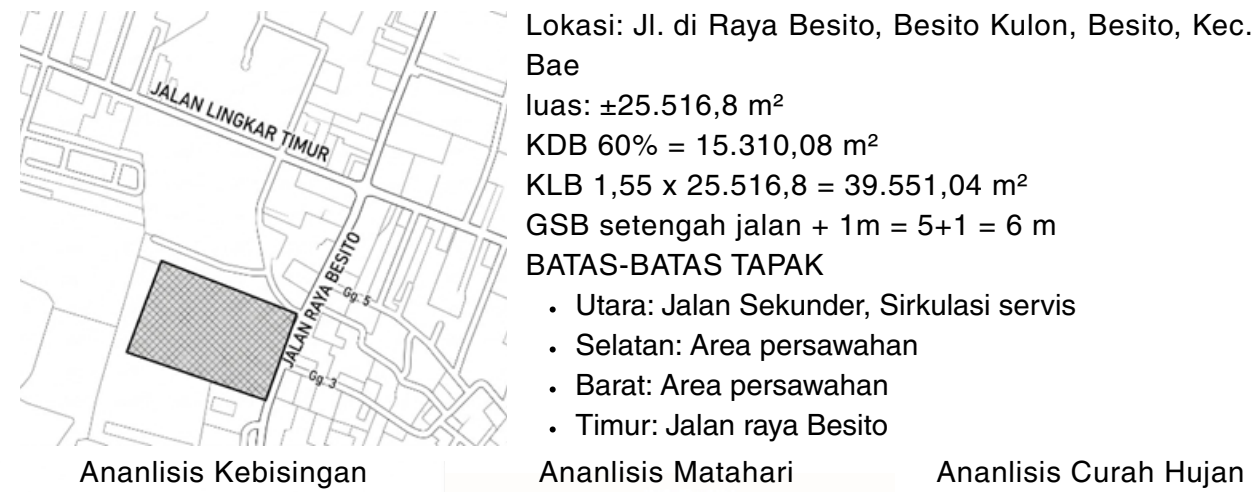 JALAN LINGKAR TIMUR
JALAN RAYA BESITO
Gg. 5
Gg. 3
Lokasi: Jl. di Raya Besito, Besito Kulon, Besito, Kec.
Bae
luas: ±25.516,8 m²
KDB 60% = 15.310,08 m²
KLB 1,55 x 25.516,8 = 39.551,04 m²
GSB setengah jalan + 1m = 5+1 = 6 m
BATAS-BATAS TAPAK
• Utara: Jalan Sekunder, Sirkulasi servis
• Selatan: Area persawahan
• Barat: Area persawahan
• Timur: Jalan raya Besito
Ananlisis Kebisingan
Ananlisis Matahari
Ananlisis Curah Hujan